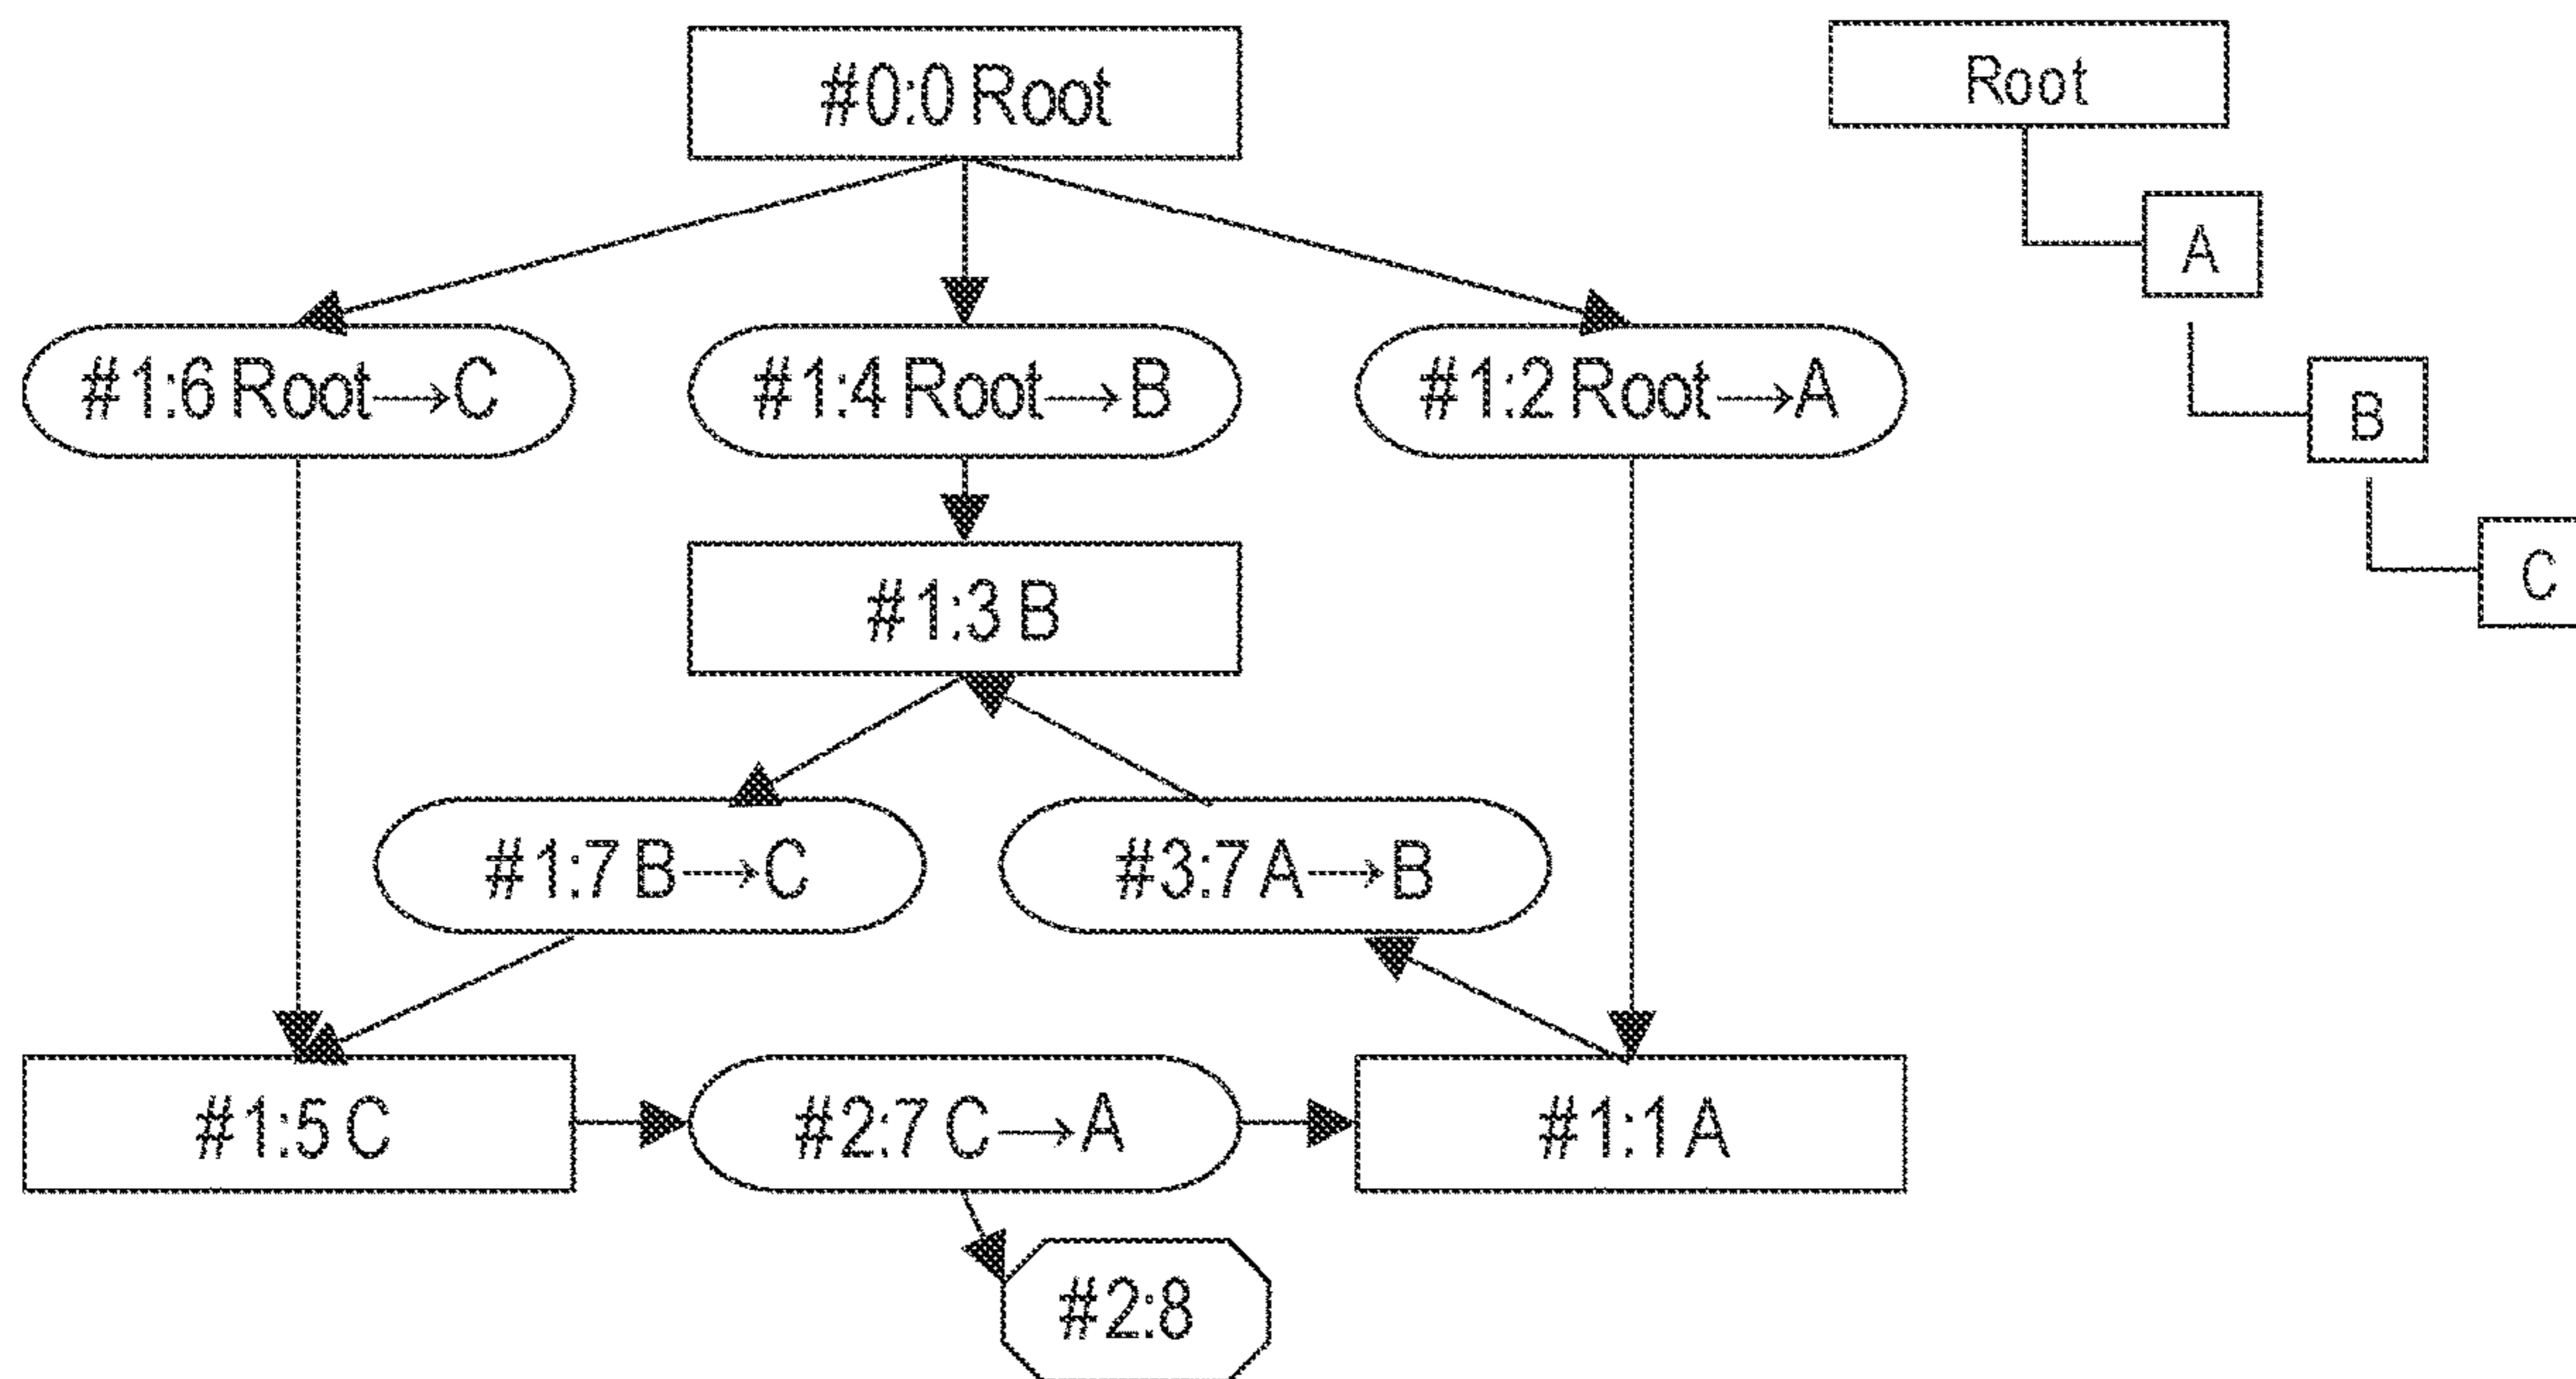 #0:0 Root
#1:6 Root→C
#1:4 Root→B
#1:2 Root→A
#1:3 B
#1:7 B→C
#3:7 A→B
#1:5 C
#2:7 C→A
#1:1 A
#2:8
Root
A
B
C